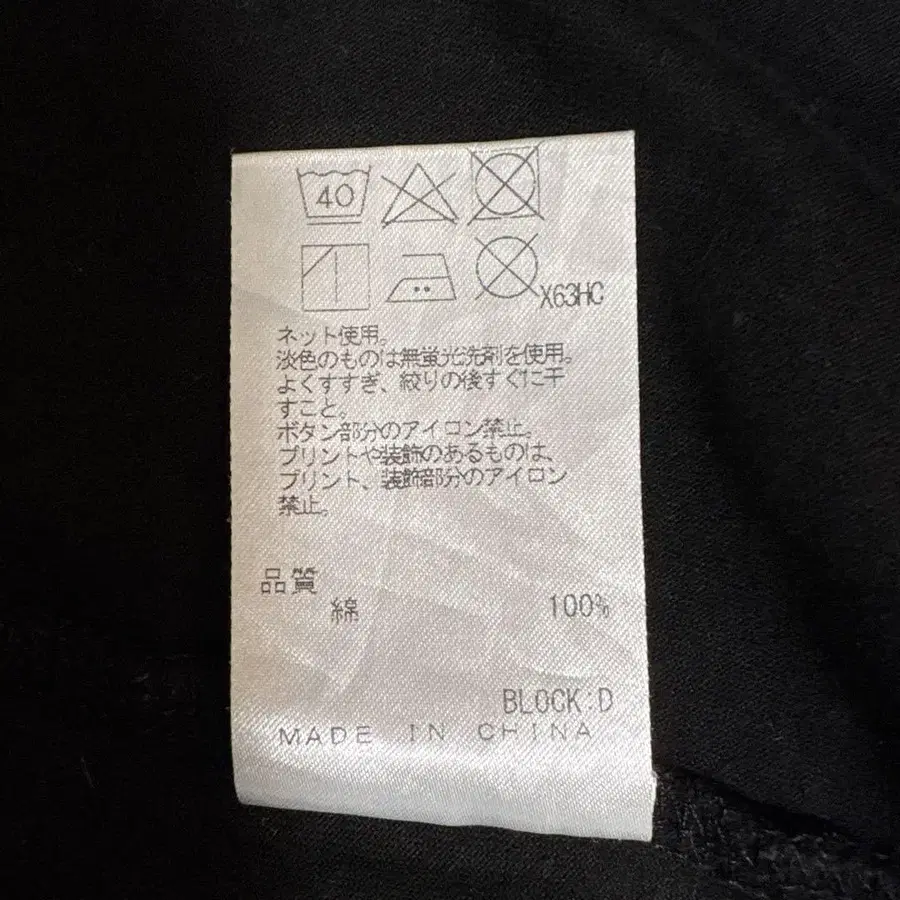 40
X63HC
ネット使用。
淡色のものは無蛍光洗剤を使用。
よくすすぎ、絞りの後すぐに干
すこと。
ボタン部分のアイロン禁止。
プリントや装飾のあるものは、
プリント、装飾部分のアイロン
禁止。
品質
綿 100%
BLOCK:D
MADE IN CHINA